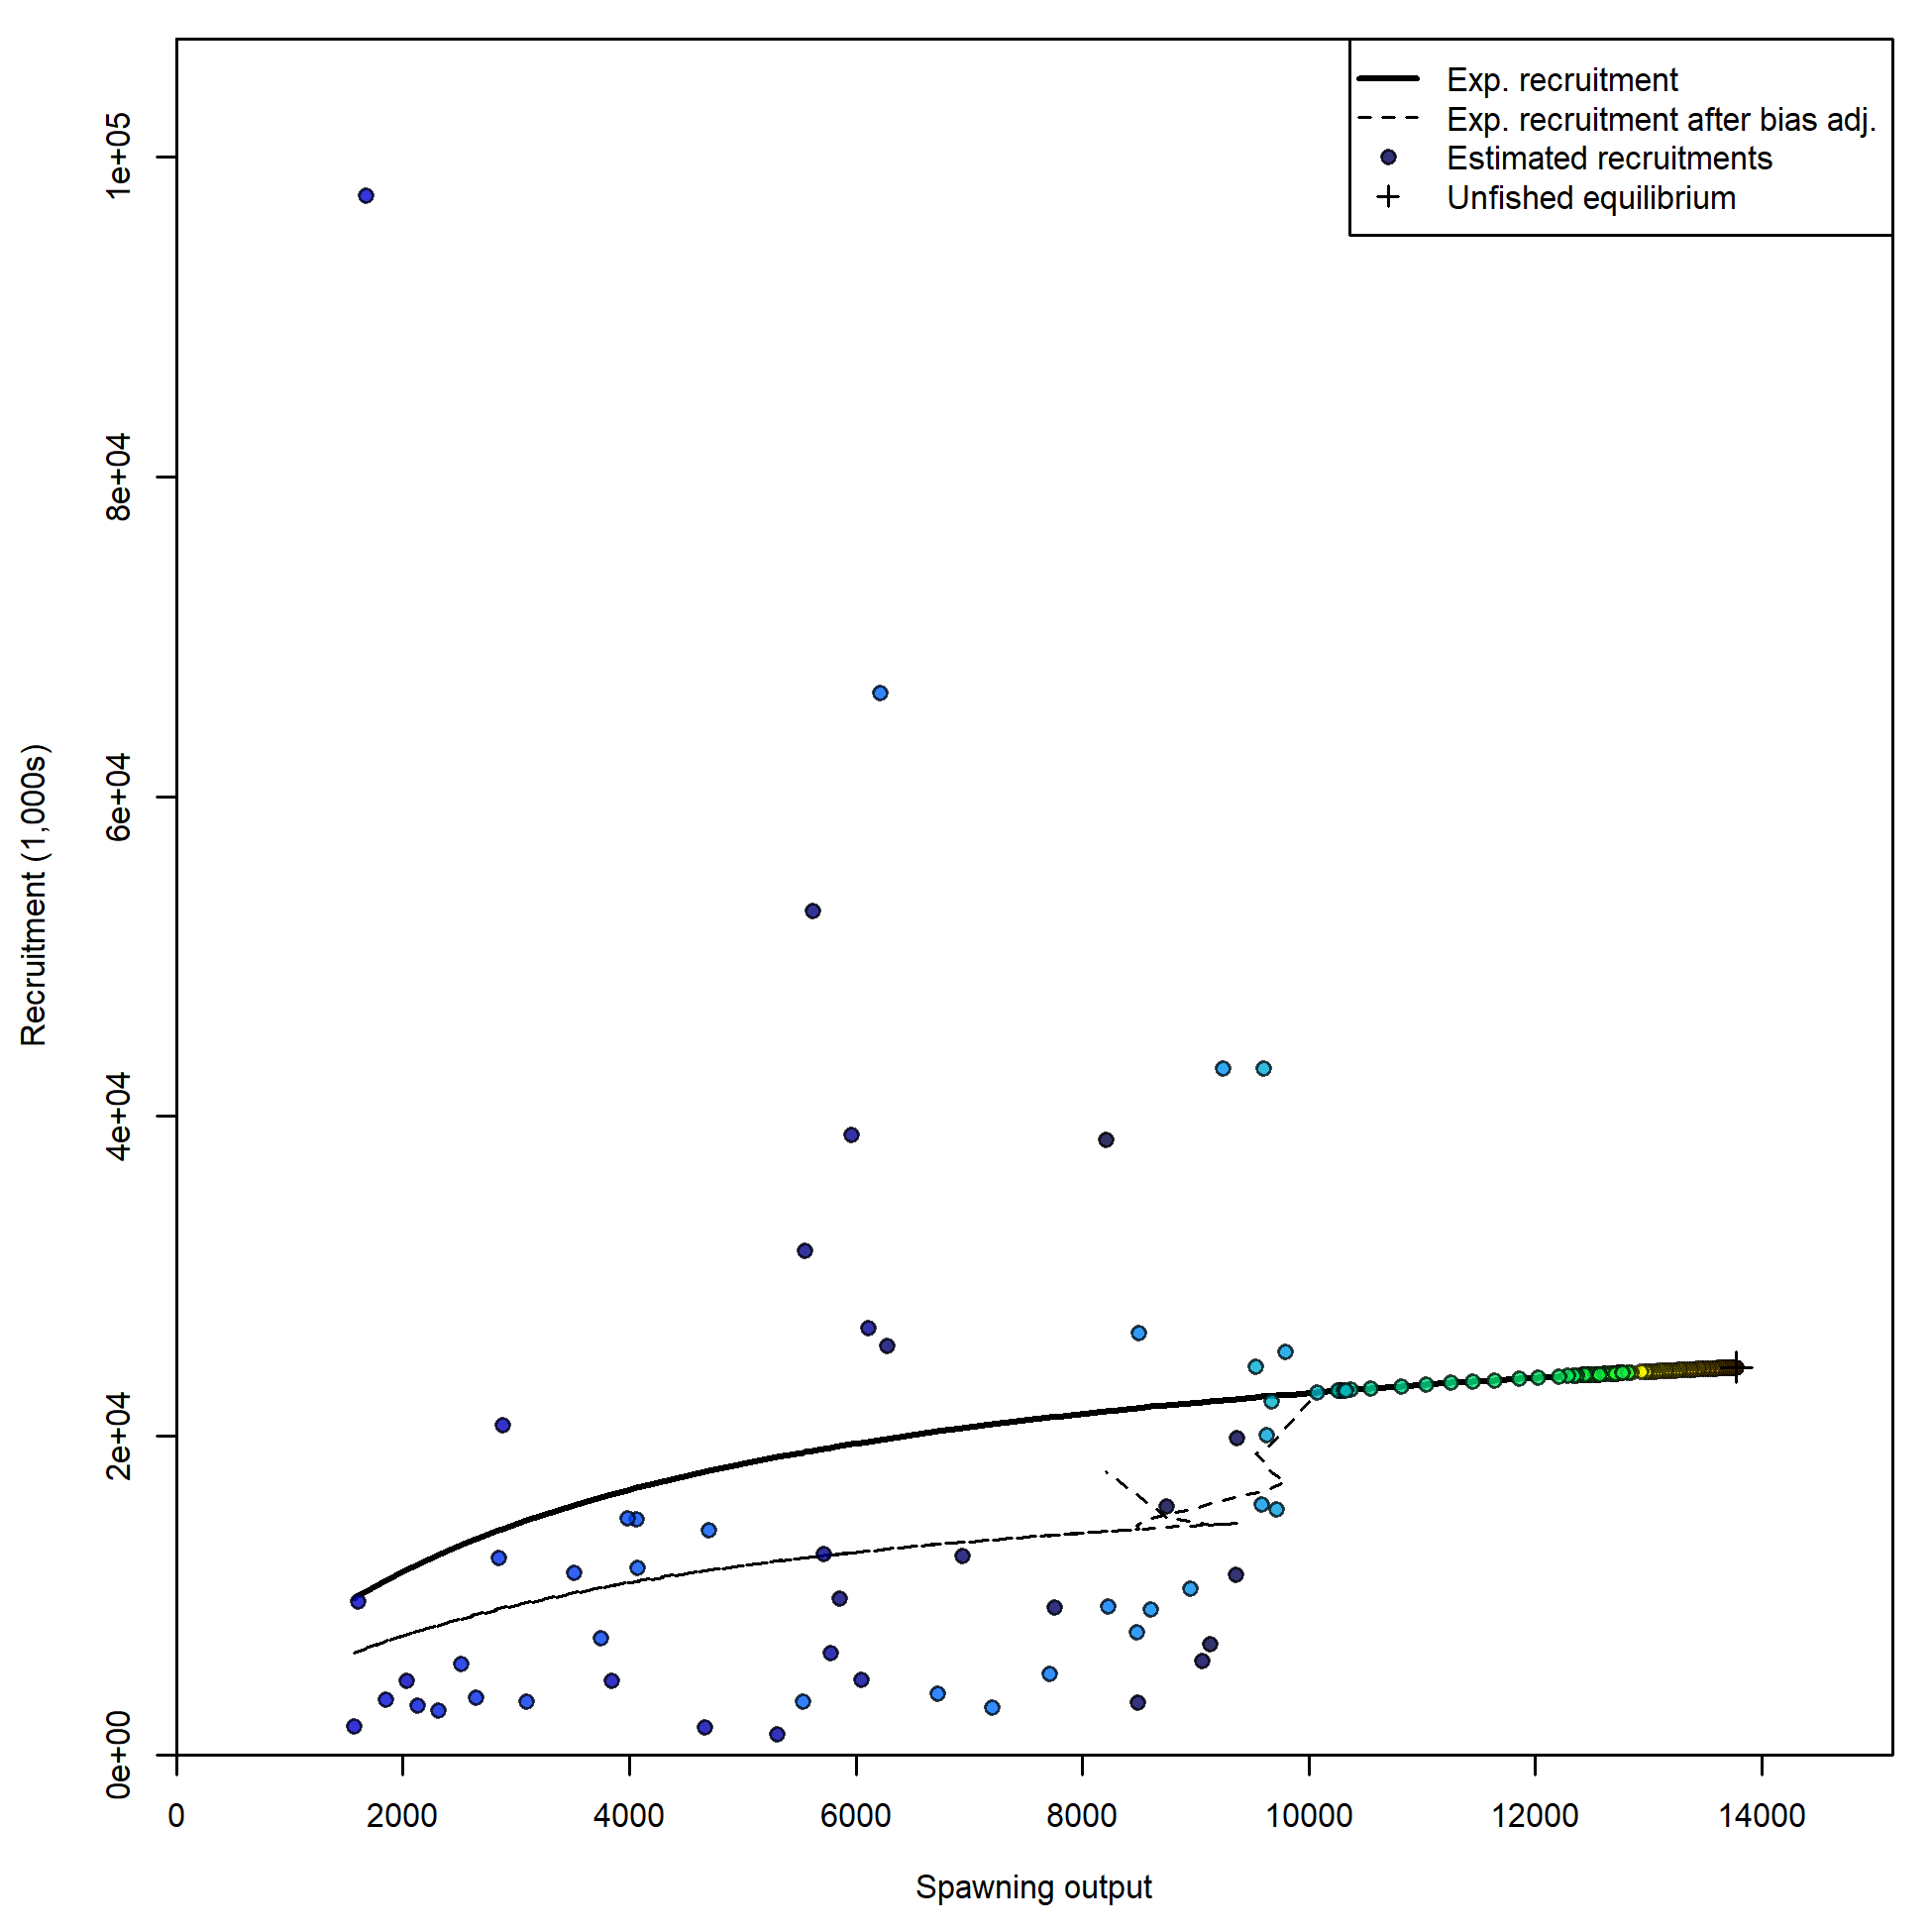 Exp. recruitment
Exp. recruitment after bias adj.
Estimated recruitments
Unfished equilibrium
Recruitment (1,000s)
1e+05
8e+04
6e+04
4e+04
2e+04
0e+00
0 2000 4000 6000 8000 10000 12000 14000
Spawning output